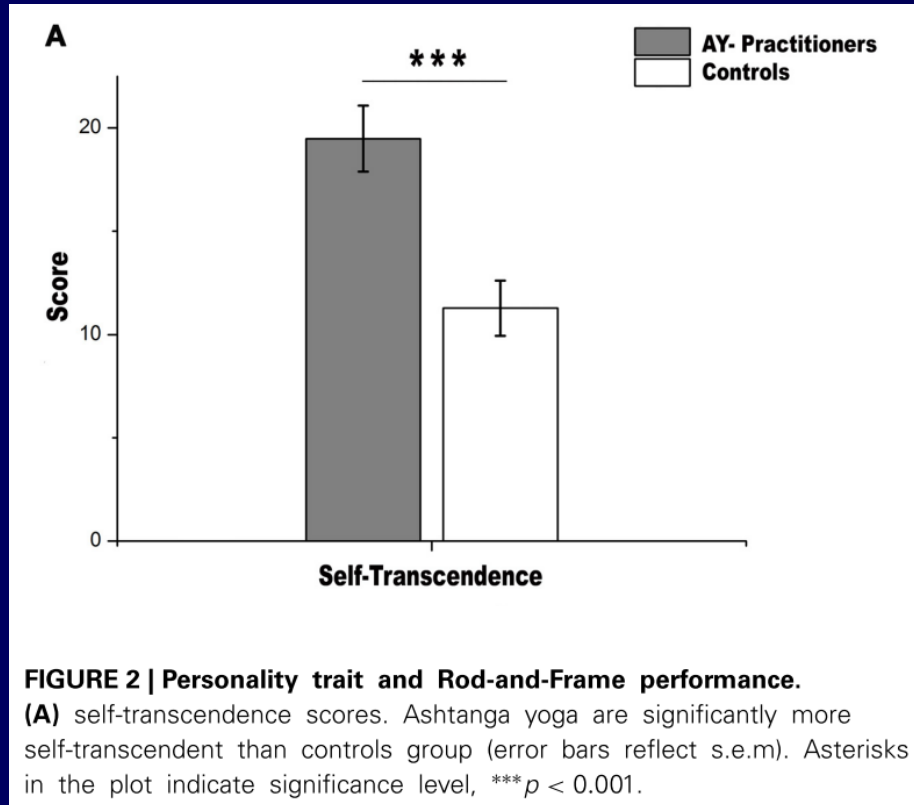 A
***
AY- Practitioners
Controls
20
10
0
Score
Self-Transcendence
FIGURE 2 | Personality trait and Rod-and-Frame performance.
(A) self-transcendence scores. Ashtanga yoga are significantly more
self-transcendent than controls group (error bars reflect s.e.m). Asterisks
in the plot indicate significance level, ***p < 0.001.